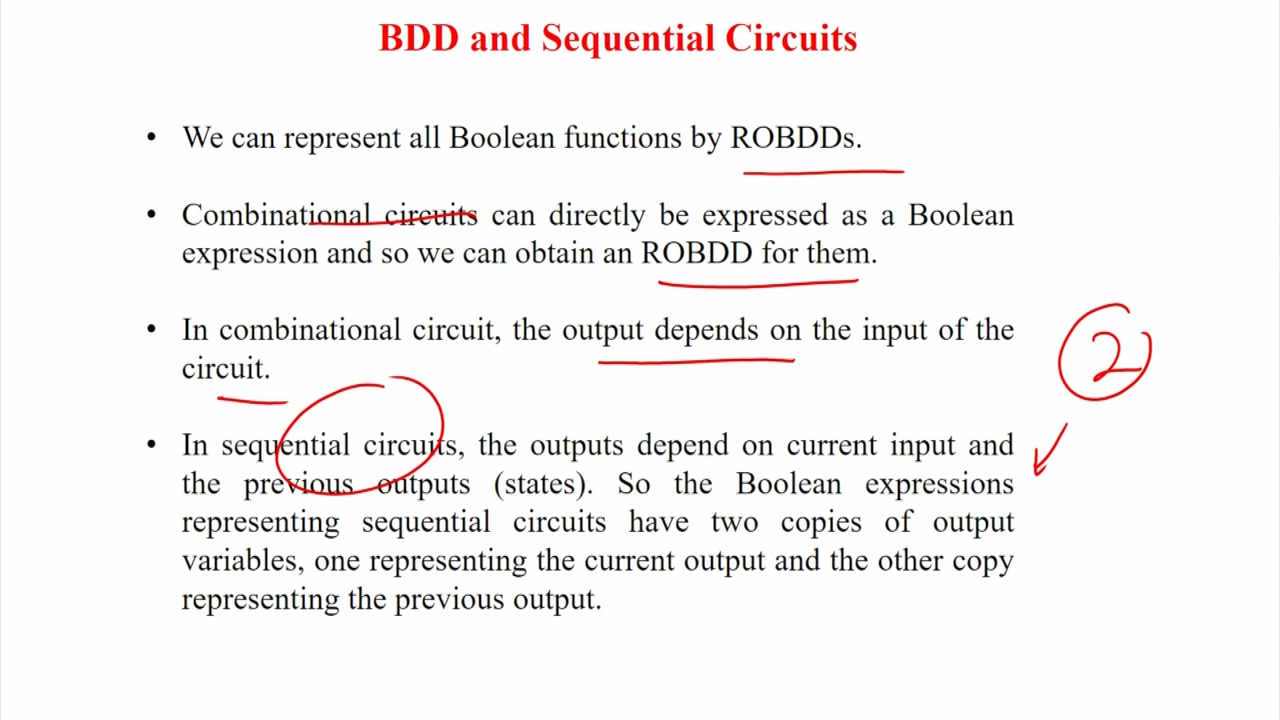 BDD and Sequential Circuits
• We can represent all Boolean functions by ROBDDs.
• Combinational circuits can directly be expressed as a Boolean
expression and so we can obtain an ROBDD for them.
• In combinational circuit, the output depends on the input of the
circuit.
2
• In sequential circuits, the outputs depend on current input and
the previous outputs (states). So the Boolean expressions
representing sequential circuits have two copies of output
variables, one representing the current output and the other copy
representing the previous output.